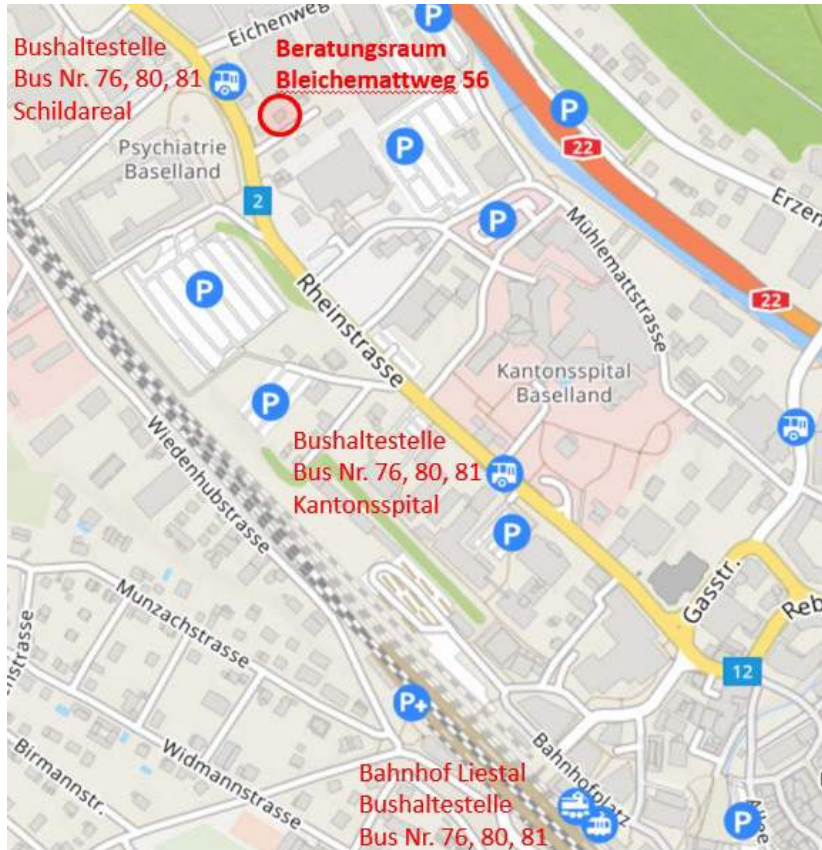 Bushaltestelle
Bus Nr. 76, 80, 81
Schildareal
Eichenweg
Beratungsraum
Bleichemattweg 56
P
P
22
P
Psychiatrie
Baselland
2
Erzen
P
Mühlemattstrasse
P
22
Rheinstrasse
Kantonsspital
Baselland
P
Wiedenhubstrasse
Bushaltestelle
Bus Nr. 76, 80, 81
Kantonsspital
P
Gasstr.
Reb
Munzachstrasse
nstrasse
12
P+
Widmannstrasse
Birmannstr.
Bahnhofplatz
Bahnhof Liestal
Bushaltestelle
Bus Nr. 76, 80, 81
P